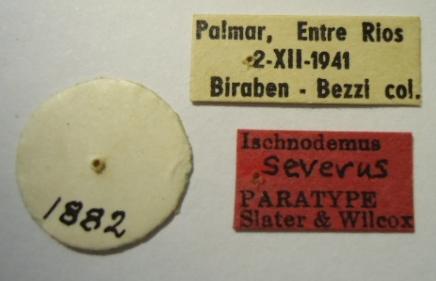 Palmar, Entre Rios
2-XII-1941
Biraben - Bezzi col.
1882
Ischnodemus
severus
PARATYPE
Slater & Wilcox